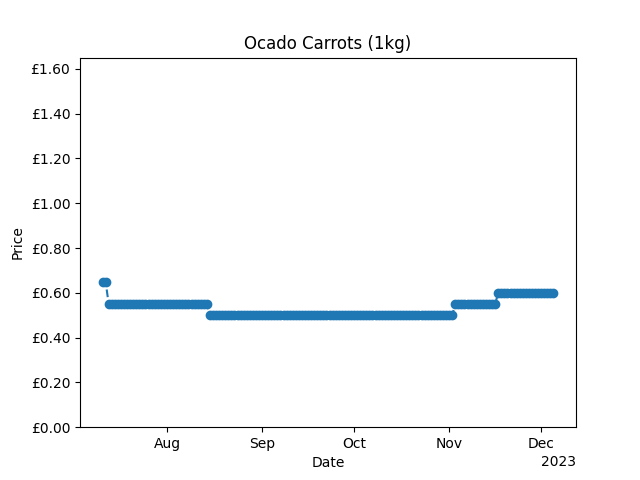 Ocado Carrots (1kg)
£1.60
£1.40
£1.20
£1.00
£0.80
£0.60
£0.40
£0.20
£0.00
Price
Aug Sep Oct Nov Dec
Date
2023